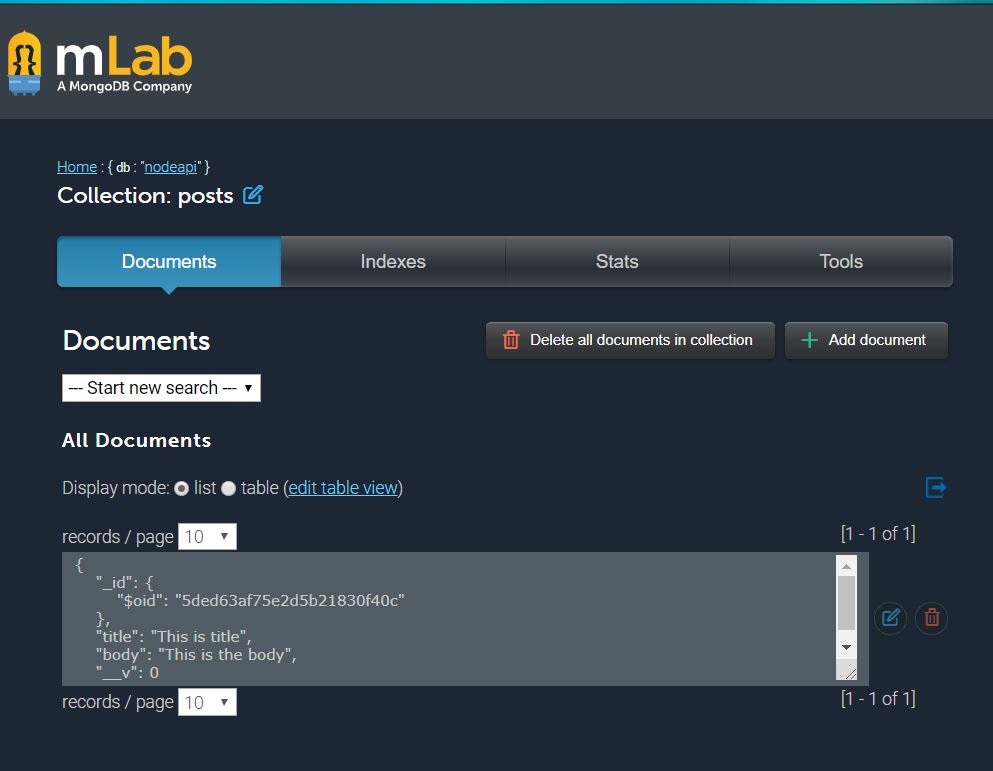 mLab
A MongoDB Company
Home : { db : "nodeapi" }
Collection: posts
Documents Indexes Stats Tools
Documents
Delete all documents in collection
Add document
--- Start new search ---
All Documents
Display mode: list table (edit table view)
records / page 10 [1 - 1 of 1]
{
"_id": {
"$oid": "5ded63af75e2d5b21830f40c"
},
"title": "This is title",
"body": "This is the body",
"__v": 0
records / page 10 [1 - 1 of 1]